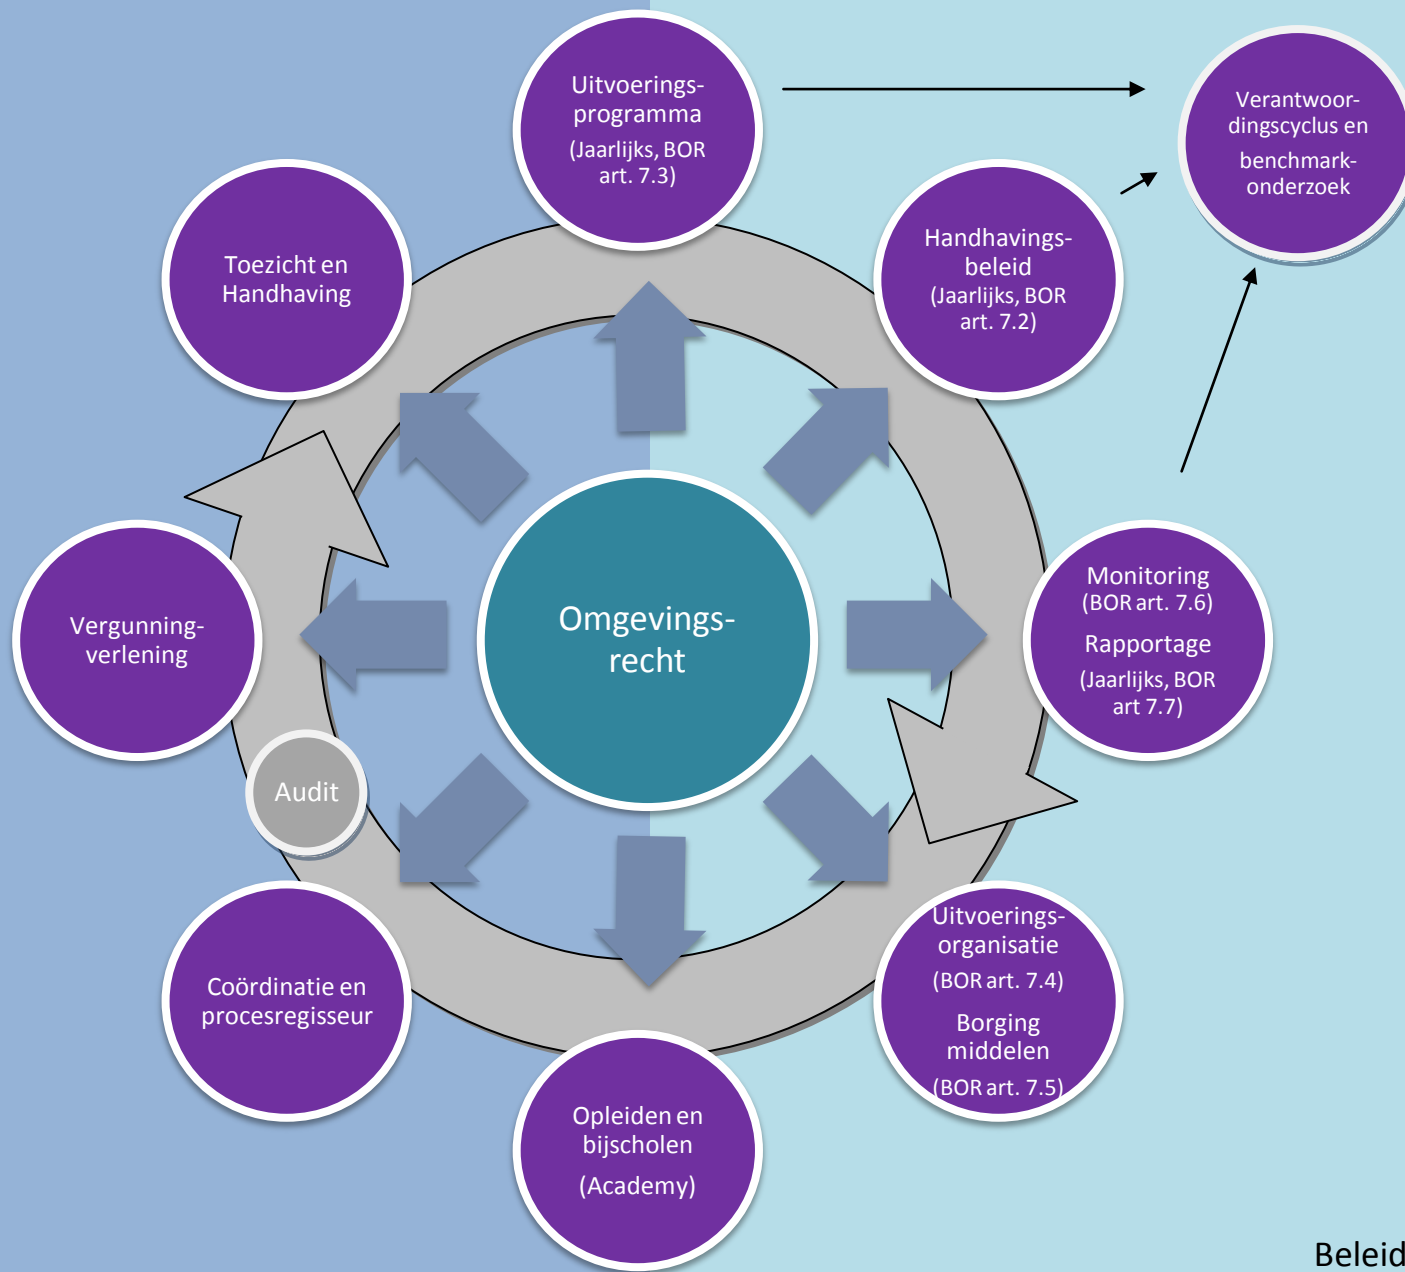 Uitvoerings-
programma
(Jaarlijks, BOR
art. 7.3)
Verantwoor-
dingscyclus en
benchmark-
onderzoek
Handhavings-
beleid
(Jaarlijks, BOR
art. 7.2)
Toezicht en
Handhaving
Monitoring
(BOR art. 7.6)
Rapportage
(Jaarlijks, BOR
art 7.7)
Omgevings-
recht
Vergunning-
verlening
Audit
Uitvoerings-
organisatie
(BOR art. 7.4)
Borging
middelen
(BOR art. 7.5)
Coördinatie en
procesregisseur
Opleiden en
bijscholen
(Academy)
Beleid